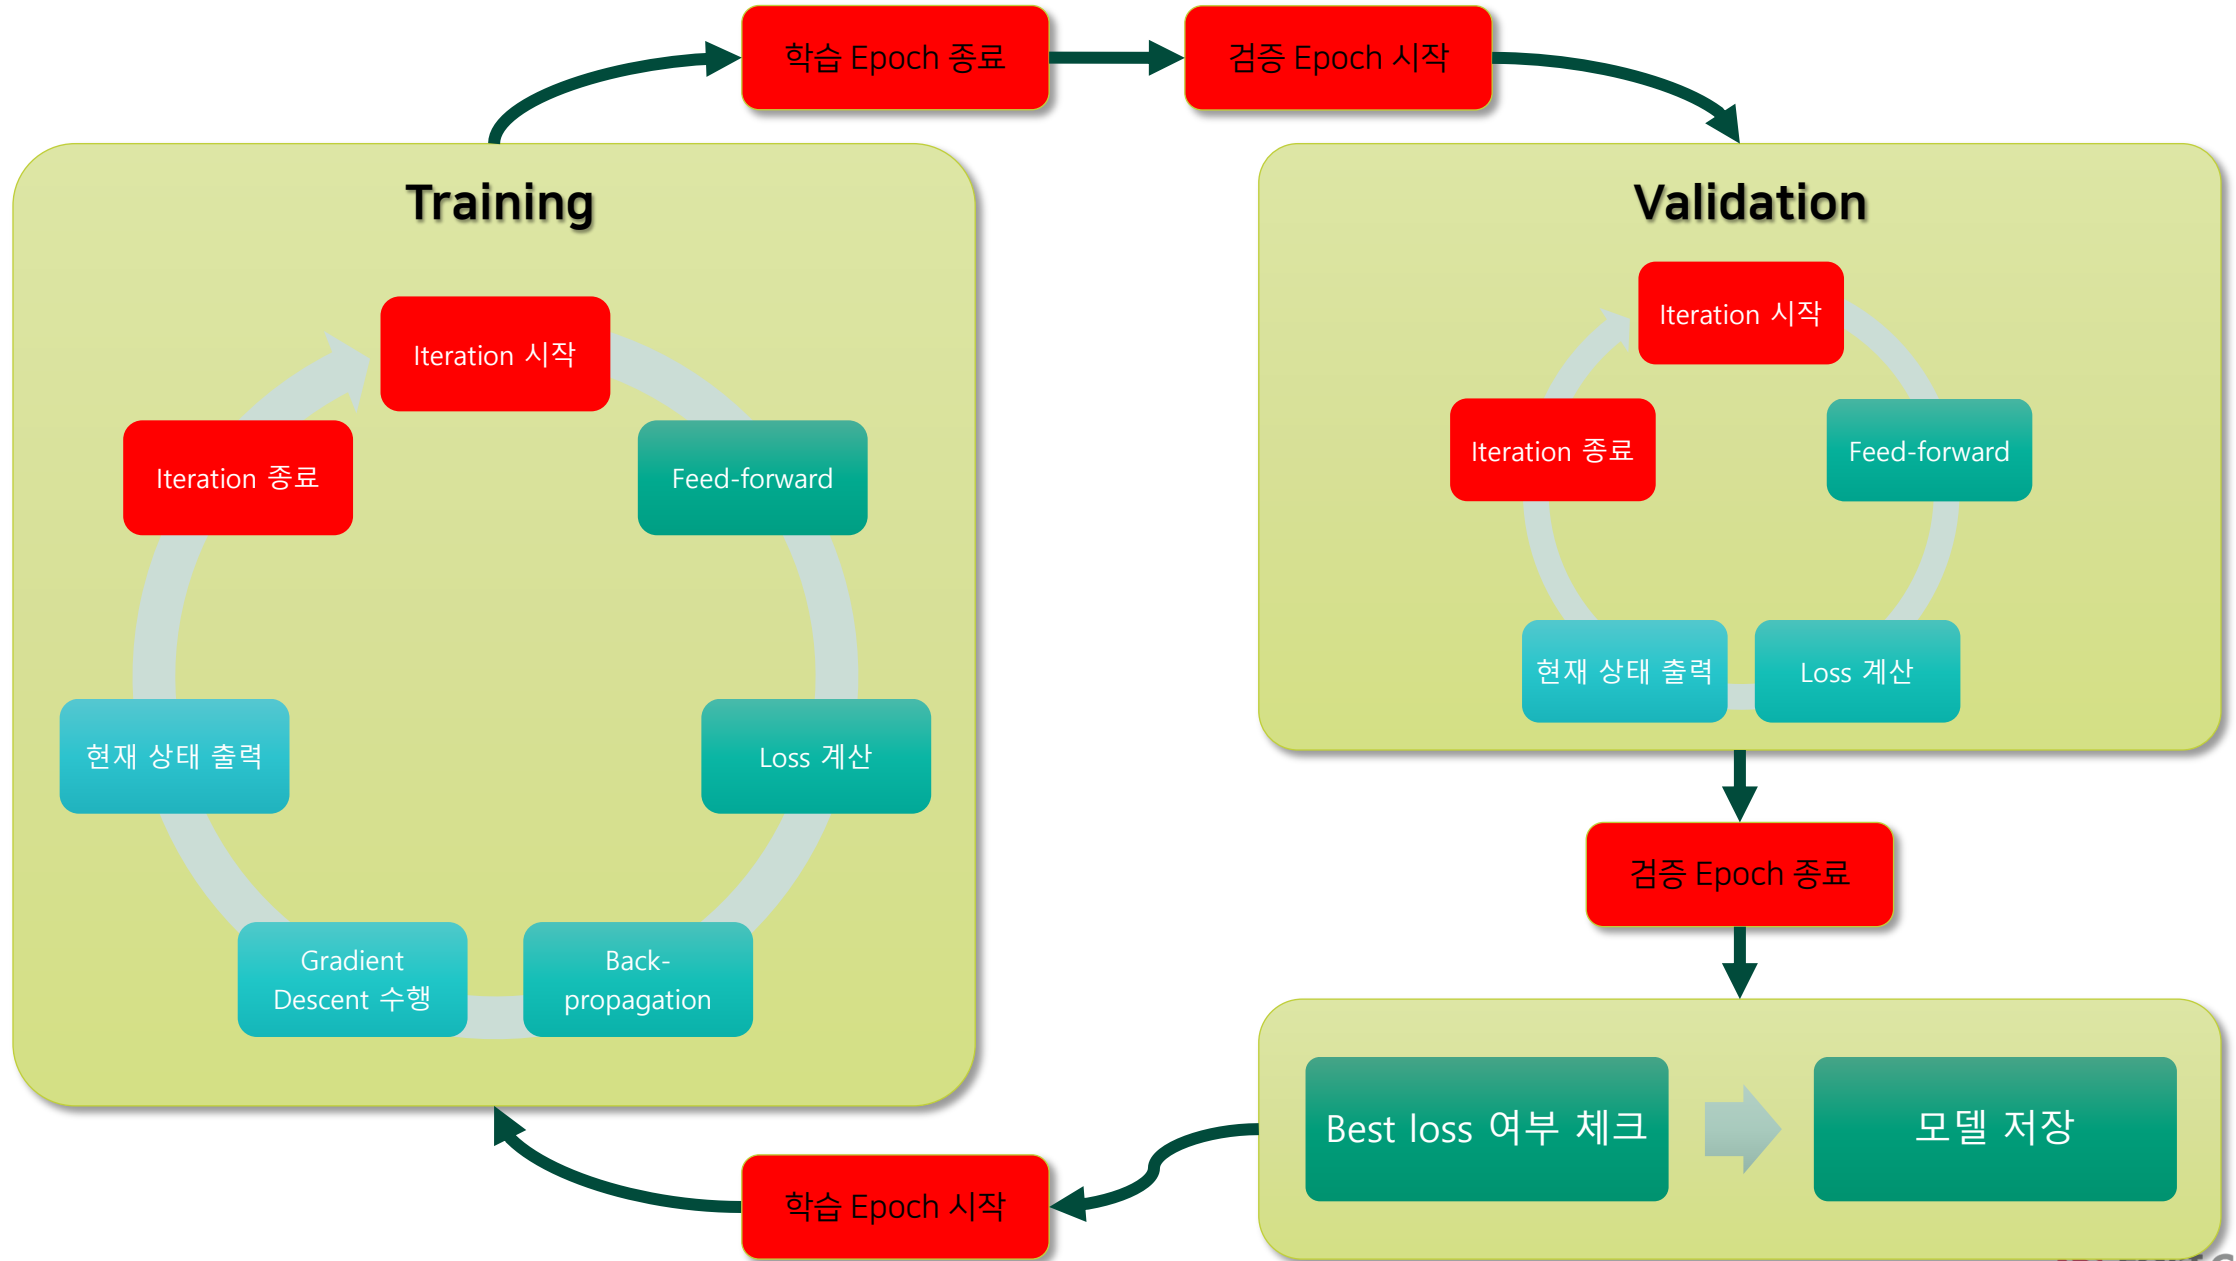 학습 Epoch 종료
검증 Epoch 시작
Training
Iteration 시작
Feed-forward
Loss 계산
Back-
propagation
Gradient
Descent 수행
현재 상태 출력
Iteration 종료
Validation
Iteration 시작
Feed-forward
Loss 계산
현재 상태 출력
Iteration 종료
검증 Epoch 종료
Best loss 여부 체크
모델 저장
학습 Epoch 시작